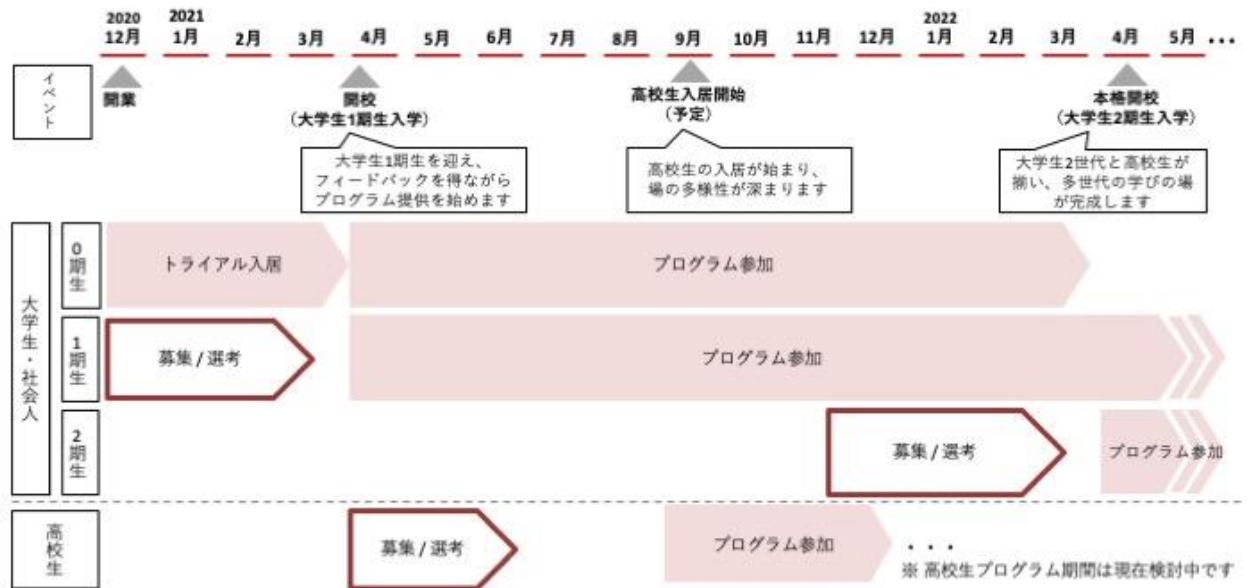 2020
12月
2021
1月
2月
3月
4月
5月
6月
7月
8月
9月
10月
11月
12月
2022
1月
2月
3月
4月
5月
...
イベント
開業
開校
(大学生1期生入学)
高校生入居開始
(予定)
本格開校
(大学生2期生入学)
大学生1期生を迎え、
フィードバックを得ながら
プログラム提供を始めます
高校生の入居が始まり、
場の多様性が深まります
大学生2世代と高校生が
揃い、多世代の学びの場
が完成します
大学生・社会人
0期生
トライアル入居
プログラム参加
1期生
募集 / 選考
プログラム参加
2期生
募集 / 選考
プログラム参加
高校生
募集 / 選考
プログラム参加
・・・
※ 高校生プログラム期間は現在検討中です